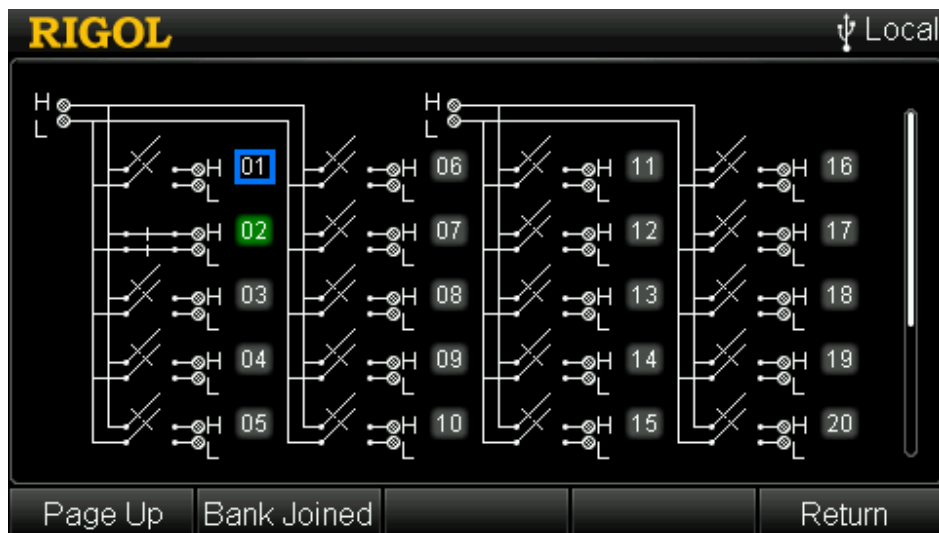 RIGOL Local
H H
L L
H 01 H 06 H 11 H 16
L L L L
H 02 H 07 H 12 H 17
L L L L
H 03 H 08 H 13 H 18
L L L L
H 04 H 09 H 14 H 19
L L L L
H 05 H 10 H 15 H 20
L L L L
Page Up Bank Joined Return